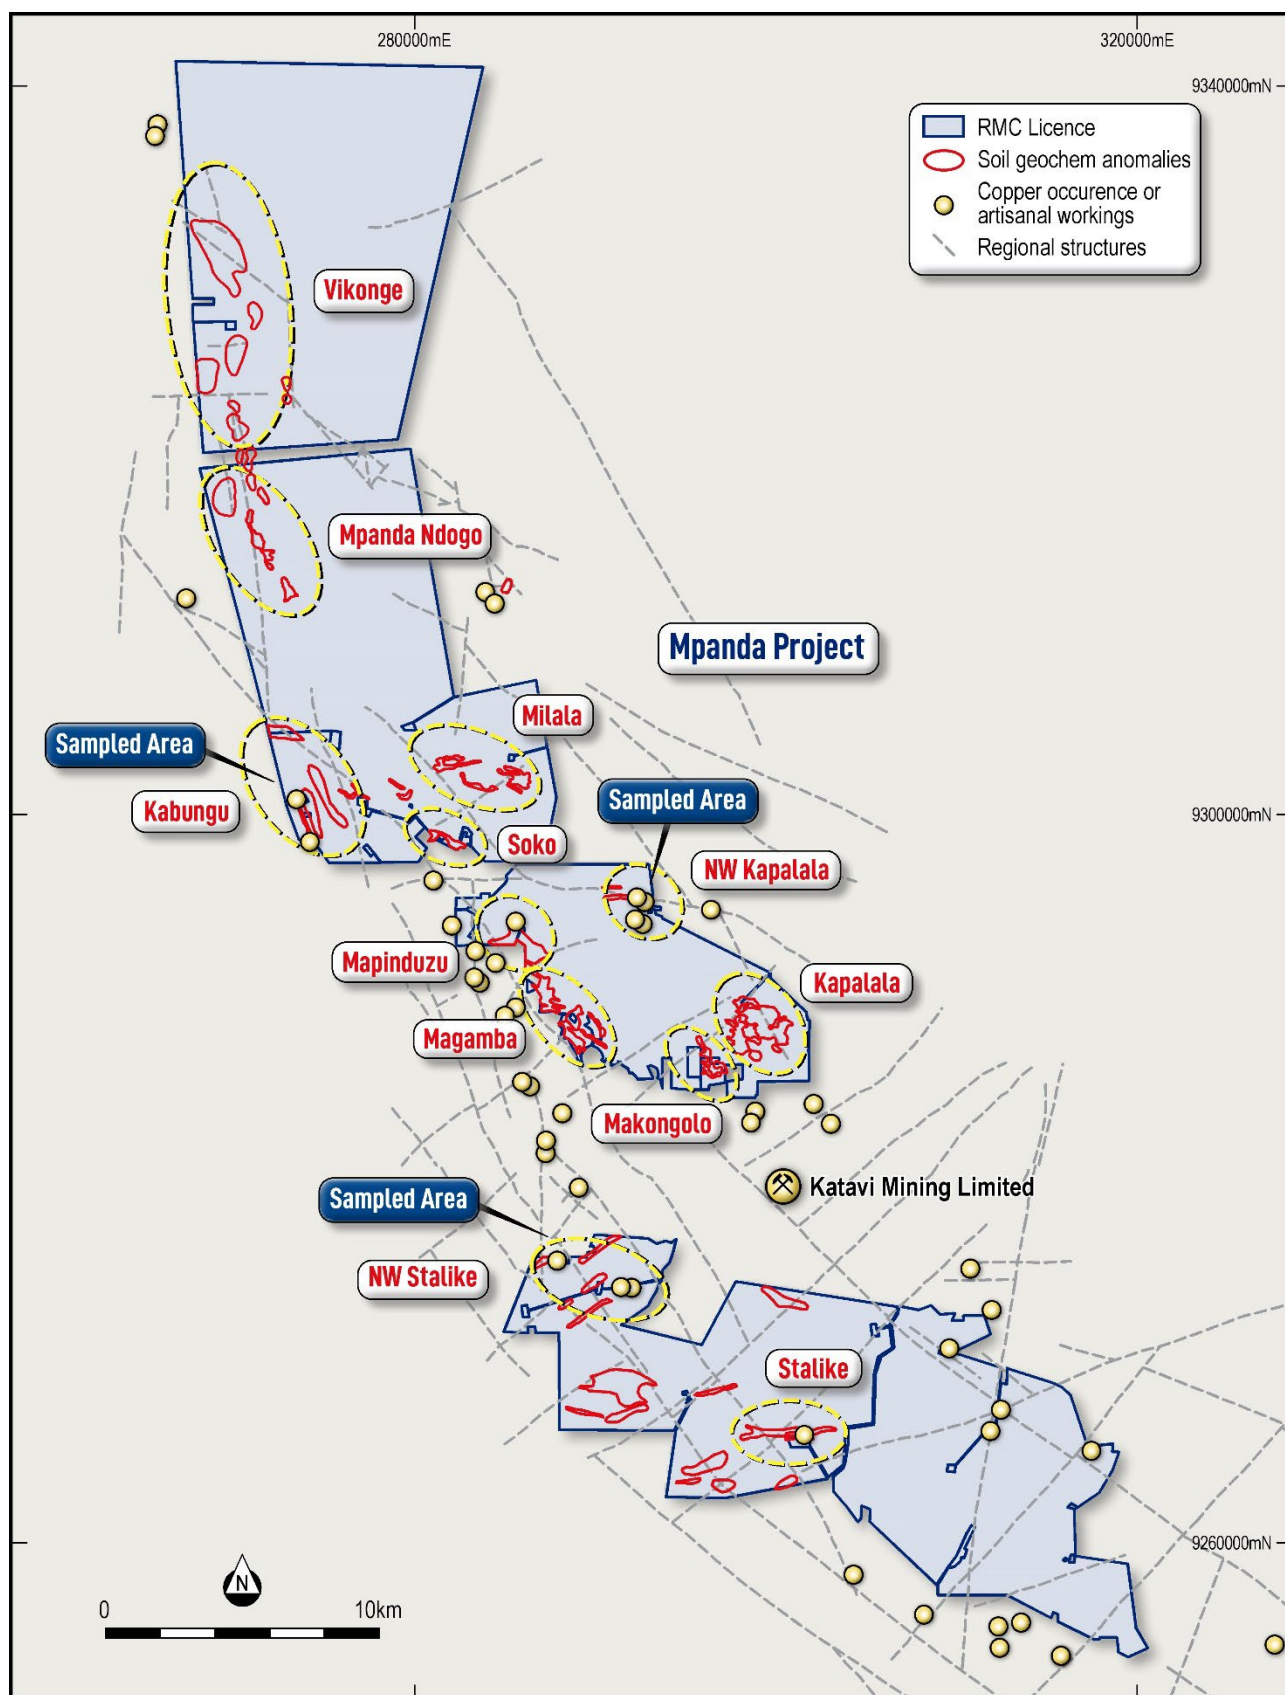 280000mE
320000mE
9340000mN
RMC Licence
Soil geochem anomalies
Copper occurence or
artisanal workings
Regional structures
Vikonge
Mpanda Ndogo
Mpanda Project
Milala
Sampled Area
Kabungu
Sampled Area
9300000mN
Soko
NW Kapalala
Mapinduzu
Kapalala
Magamba
Makongolo
Katavi Mining Limited
Sampled Area
NW Stalike
Stalike
9260000mN
N
0 10km